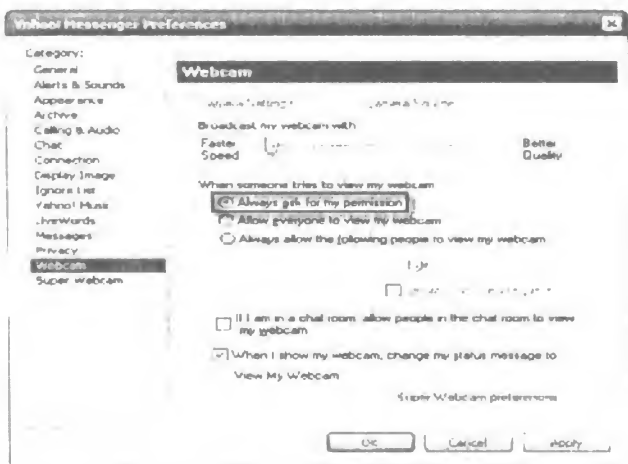 Yahoo! Messenger Preferences
Category:
General
Alerts & Sounds
Appearance
Archive
Calling & Audio
Chat
Connection
Display Image
Ignore List
Yahoo! Music
LiveWords
Messages
Privacy
Webcam
Super Webcam
Webcam
Camera Settings
Camera Source
Broadcast my webcam with
Faster Better
Speed Quality
When someone tries to view my webcam
Always ask for my permission
Allow everyone to view my webcam
Always allow the following people to view my webcam
If I am in a chat room, allow people in the chat room to view
my webcam
When I show my webcam, change my status message to
View My Webcam
Super Webcam preferences
OK Cancel Apply